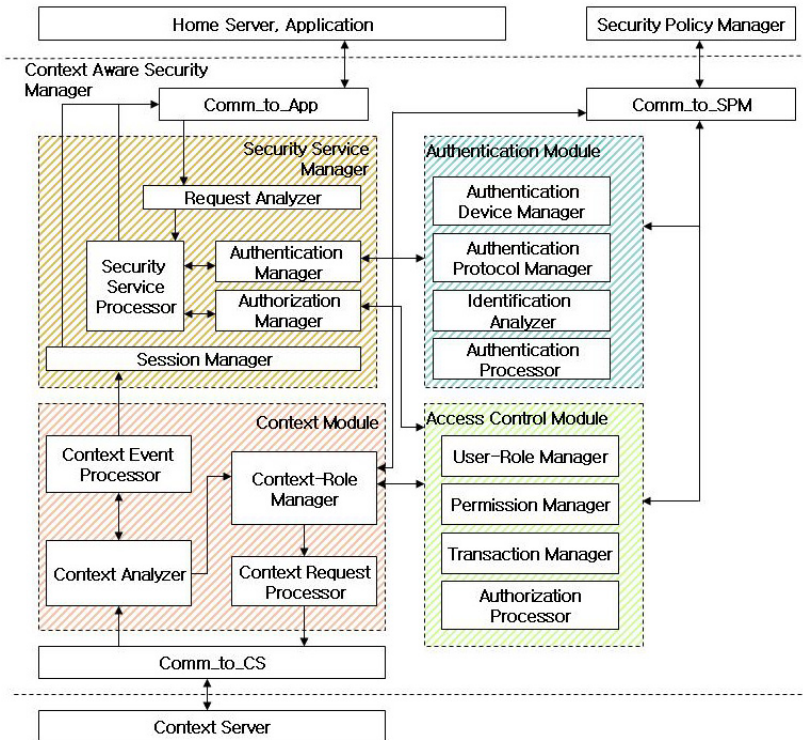 Home Server, Application
Security Policy Manager
Context Aware Security
Manager
Comm_to_App
Comm_to_SPM
Security Service
Manager
Request Analyzer
Security
Service
Processor
Authentication
Manager
Authorization
Manager
Session Manager
Authentication Module
Authentication
Device Manager
Authentication
Protocol Manager
Identification
Analyzer
Authentication
Processor
Context Module
Context Event
Processor
Context-Role
Manager
Context Analyzer
Context Request
Processor
Access Control Module
User-Role Manager
Permission Manager
Transaction Manager
Authorization
Processor
Comm_to_CS
Context Server